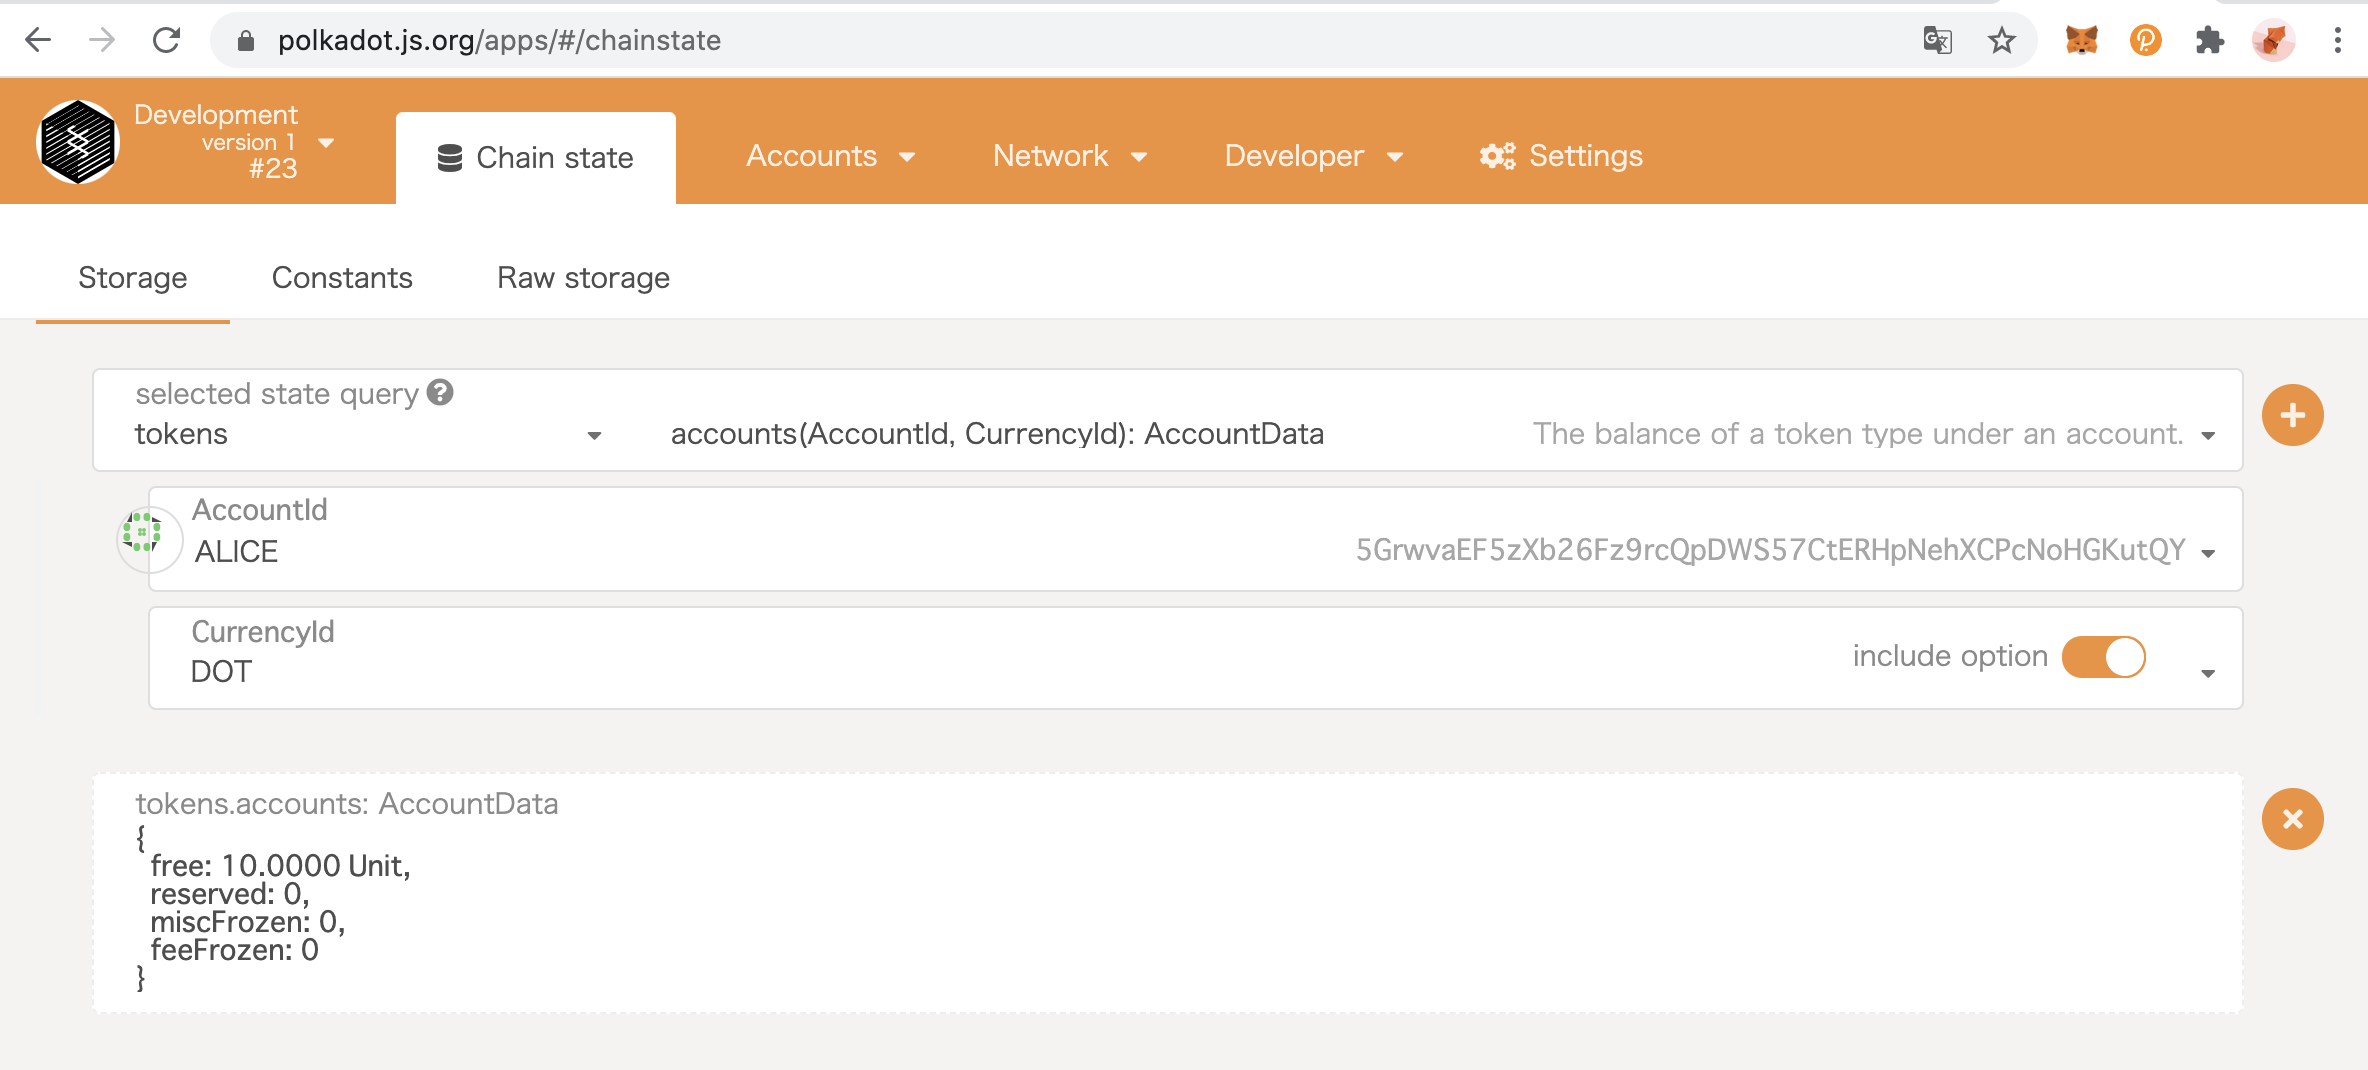 polkadot.js.org/apps/#/chainstate
Development
version 1
#23
Chain state
Accounts
Network
Developer
Settings
Storage
Constants
Raw storage
selected state query
tokens
accounts(AccountId, CurrencyId): AccountData
The balance of a token type under an account.
AccountId
ALICE
5GrwvaEF5zXb26Fz9rcQpDWS57CtERHpNehXCPcNoHGKutQY
CurrencyId
DOT
include option
tokens.accounts: AccountData
{
free: 10.0000 Unit,
reserved: 0,
miscFrozen: 0,
feeFrozen: 0
}